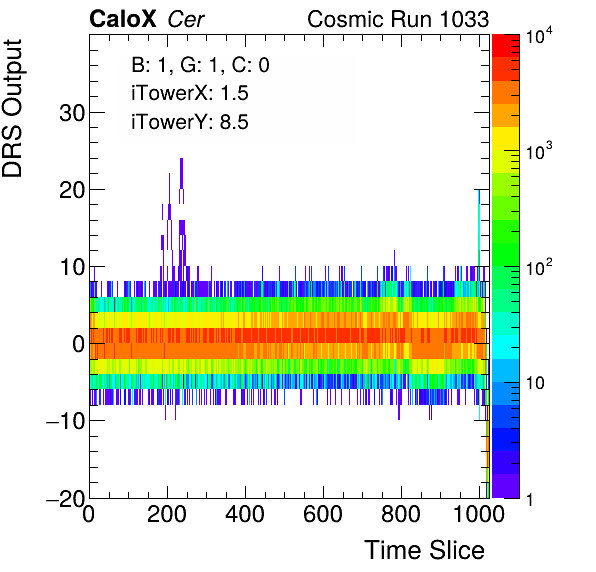 CaloX Cer
Cosmic Run 1033
B: 1, G: 1, C: 0
iTowerX: 1.5
iTowerY: 8.5
DRS Output
30
20
10
0
−10
−20
0
200
400
600
800
1000
Time Slice
10^4
10^3
10^2
10
1